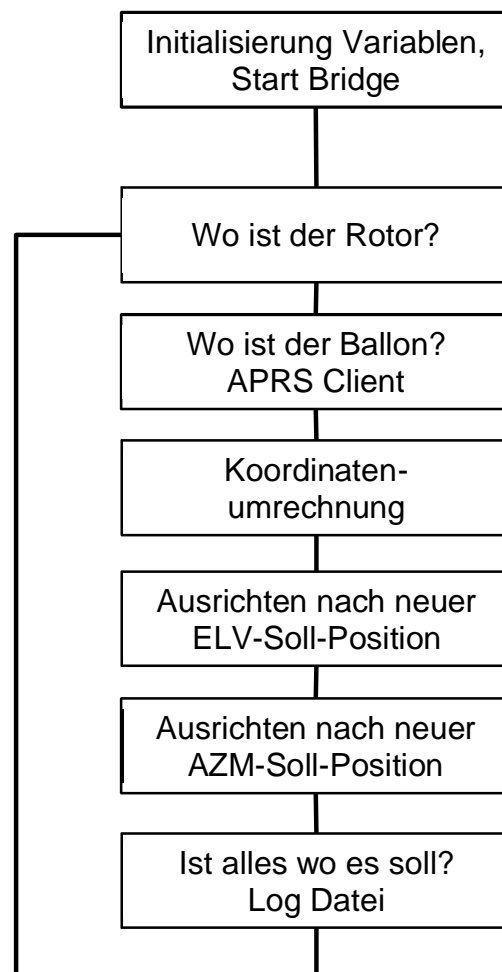 Initialisierung Variablen,
Start Bridge
Wo ist der Rotor?
Wo ist der Ballon?
APRS Client
Koordinaten-
umrechnung
Ausrichten nach neuer
ELV-Soll-Position
Ausrichten nach neuer
AZM-Soll-Position
Ist alles wo es soll?
Log Datei